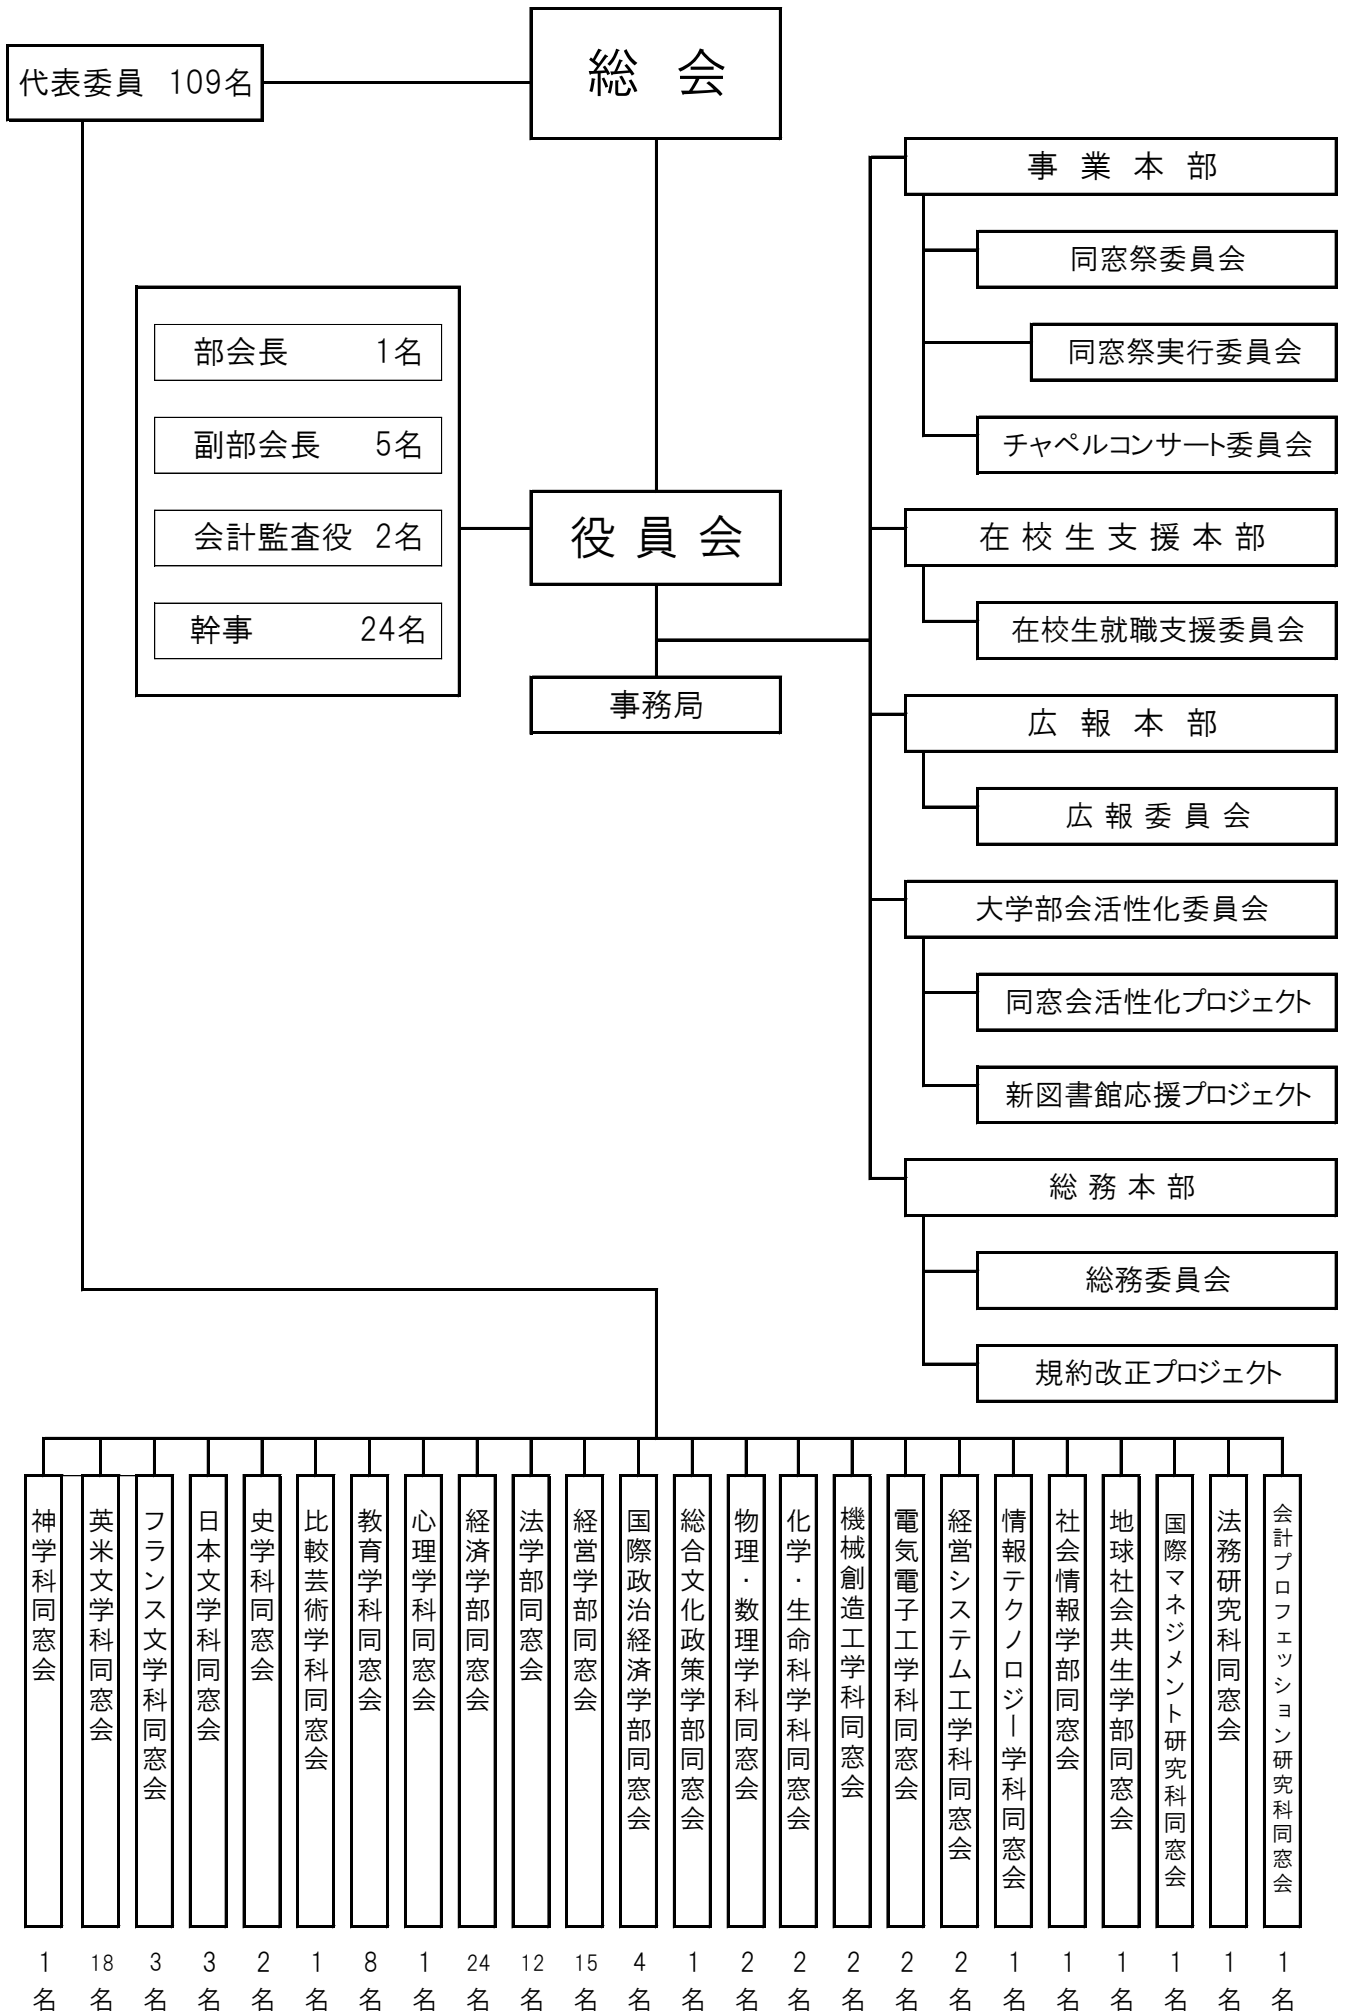 総 会
代表委員 109名
事 業 本 部
同窓祭委員会
同窓祭実行委員会
チャペルコンサート委員会
部会長 1名
副部会長 5名
会計監査役 2名
幹事 24名
役 員 会
事務局
在 校 生 支 援 本 部
在校生就職支援委員会
広 報 本 部
広 報 委 員 会
大学部会活性化委員会
同窓会活性化プロジェクト
新図書館応援プロジェクト
総 務 本 部
総務委員会
規約改正プロジェクト
神学科同窓会
1名
英米文学科同窓会
18名
フランス文学科同窓会
3名
日本文学科同窓会
3名
史学科同窓会
2名
比較芸術学科同窓会
1名
教育学科同窓会
8名
心理学科同窓会
1名
経済学部同窓会
24名
法学部同窓会
12名
経営学部同窓会
15名
国際政治経済学部同窓会
4名
総合文化政策学部同窓会
1名
物理・数理学科同窓会
2名
化学・生命科学科同窓会
2名
機械創造工学科同窓会
2名
電気電子工学科同窓会
2名
経営システム工学科同窓会
2名
情報テクノロジー学科同窓会
1名
社会情報学部同窓会
1名
地球社会共生学部同窓会
1名
国際マネジメント研究科同窓会
1名
法務研究科同窓会
1名
会計プロフェッション研究科同窓会
1名